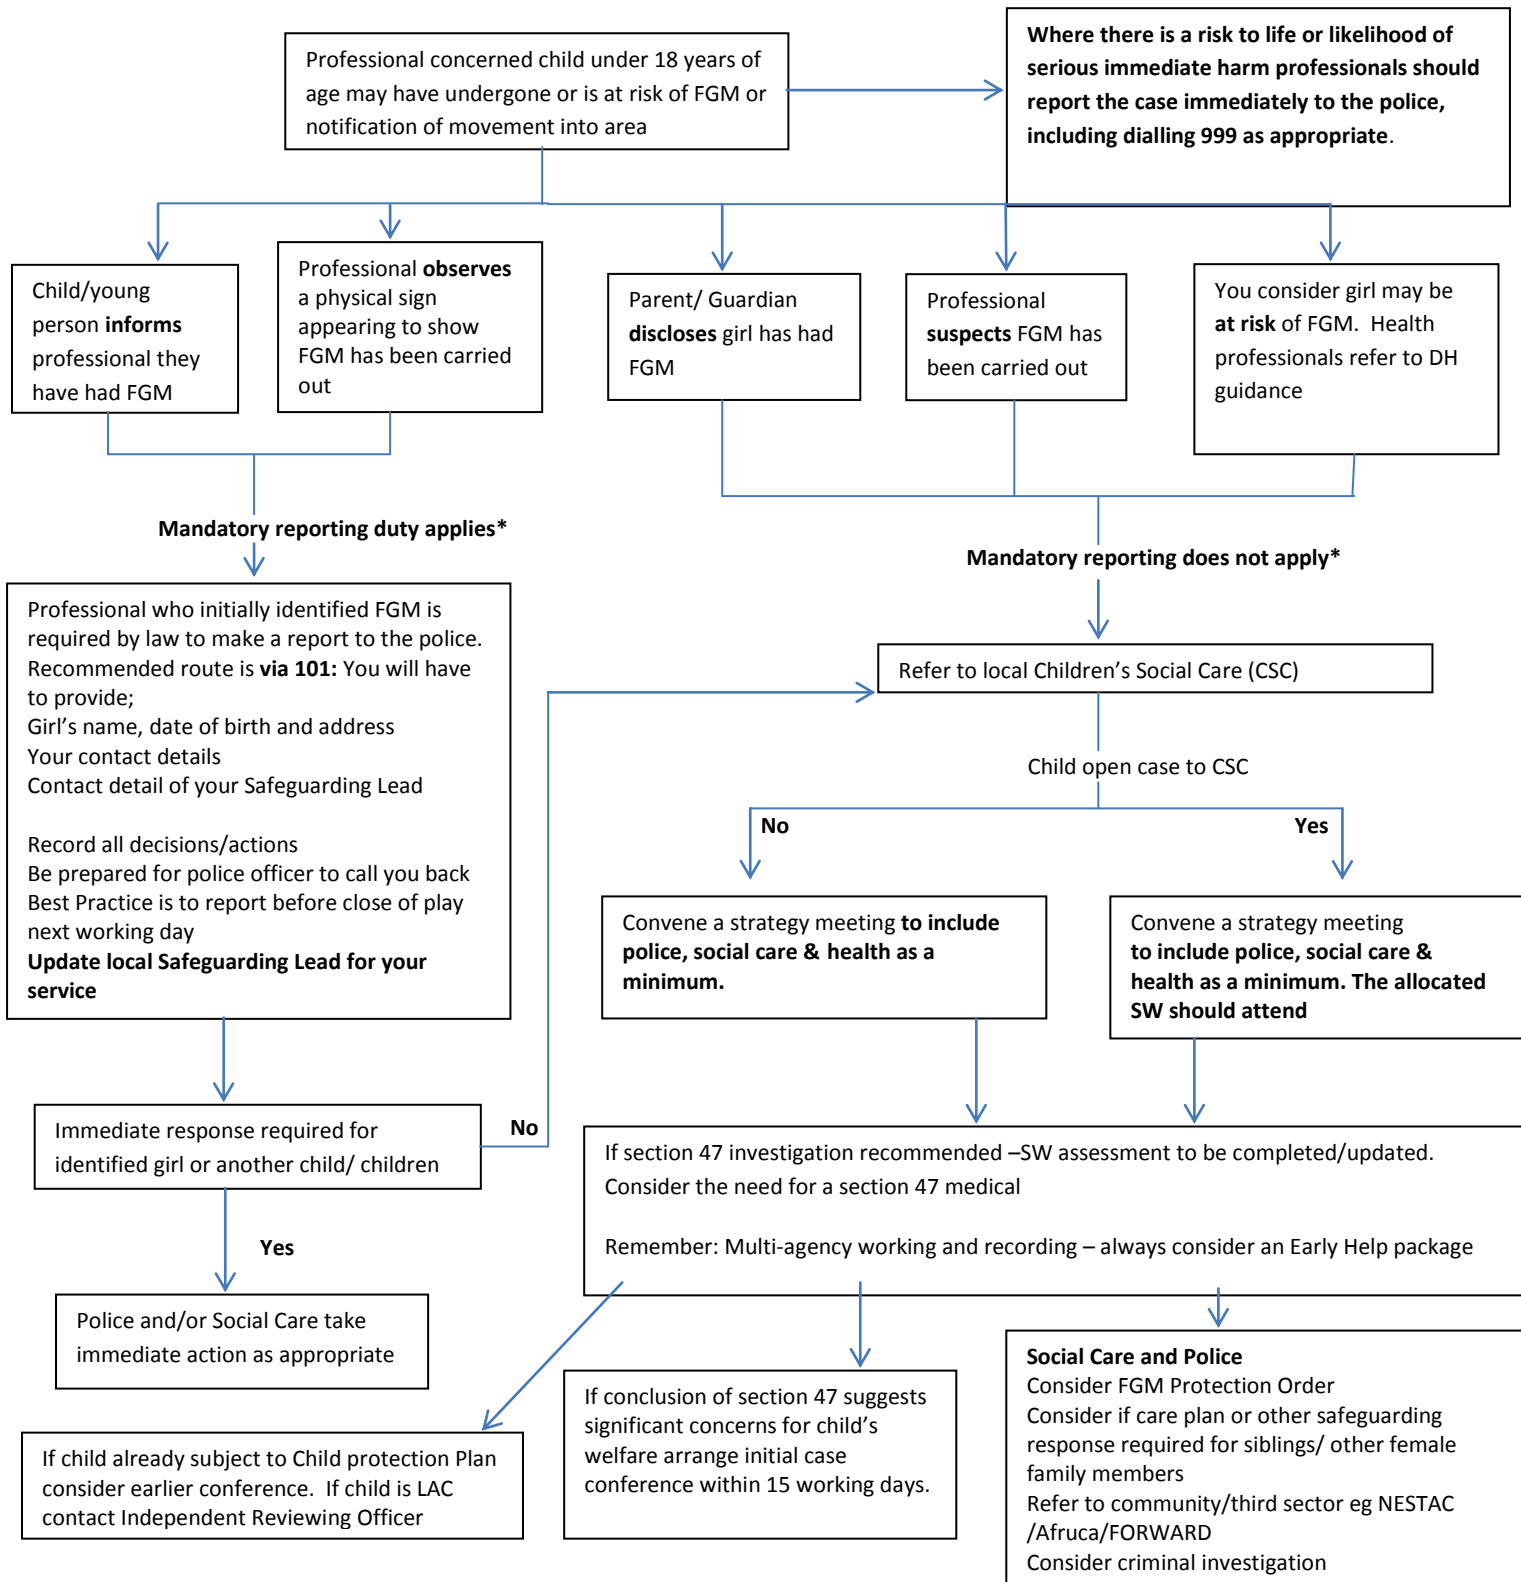 Professional concerned child under 18 years of
age may have undergone or is at risk of FGM or
notification of movement into area
Where there is a risk to life or likelihood of
serious immediate harm professionals should
report the case immediately to the police,
including dialling 999 as appropriate.
Child/young
person informs
professional they
have had FGM
Professional observes
a physical sign
appearing to show
FGM has been carried
out
Parent/ Guardian
discloses girl has had
FGM
Professional
suspects FGM has
been carried out
You consider girl may be
at risk of FGM.  Health
professionals refer to DH
guidance
Mandatory reporting duty applies*
Mandatory reporting does not apply*
Professional who initially identified FGM is
required by law to make a report to the police.
Recommended route is via 101: You will have
to provide;
Girl’s name, date of birth and address
Your contact details
Contact detail of your Safeguarding Lead
Record all decisions/actions
Be prepared for police officer to call you back
Best Practice is to report before close of play
next working day
Update local Safeguarding Lead for your
service
Refer to local Children’s Social Care (CSC)
Child open case to CSC
No
Yes
Convene a strategy meeting to include
police, social care & health as a
minimum.
Convene a strategy meeting
to include police, social care &
health as a minimum. The allocated
SW should attend
Immediate response required for
identified girl or another child/ children
No
Yes
Police and/or Social Care take
immediate action as appropriate
If section 47 investigation recommended –SW assessment to be completed/updated.
Consider the need for a section 47 medical
Remember: Multi-agency working and recording – always consider an Early Help package
If child already subject to Child protection Plan
consider earlier conference.  If child is LAC
contact Independent Reviewing Officer
If conclusion of section 47 suggests
significant concerns for child’s
welfare arrange initial case
conference within 15 working days.
Social Care and Police
Consider FGM Protection Order
Consider if care plan or other safeguarding
response required for siblings/ other female
family members
Refer to community/third sector eg NESTAC
/Afruca/FORWARD
Consider criminal investigation